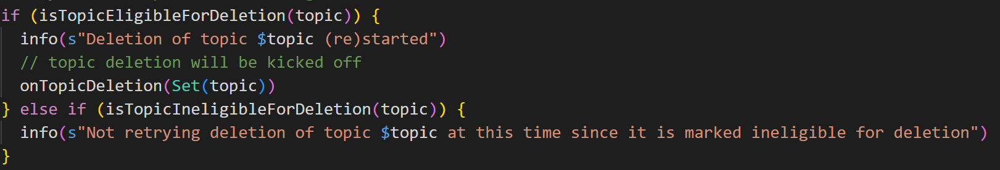 if (isTopicEligibleForDeletion(topic)) {
  info(s"Deletion of topic $topic (re)started")
  // topic deletion will be kicked off
  onTopicDeletion(Set(topic))
} else if (isTopicIneligibleForDeletion(topic)) {
  info(s"Not retrying deletion of topic $topic at this time since it is marked ineligible for deletion")
}